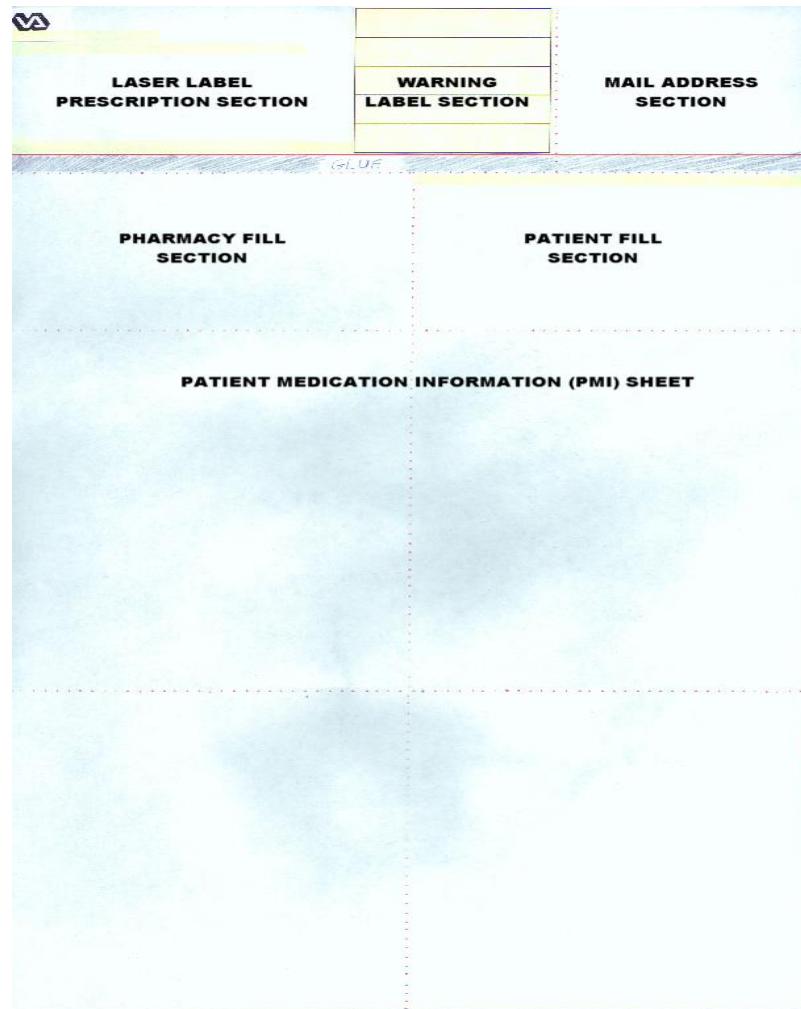 VA
LASER LABEL
PRESCRIPTION SECTION
WARNING
LABEL SECTION
MAIL ADDRESS
SECTION
GLUE
PHARMACY FILL
SECTION
PATIENT FILL
SECTION
PATIENT MEDICATION INFORMATION (PMI) SHEET